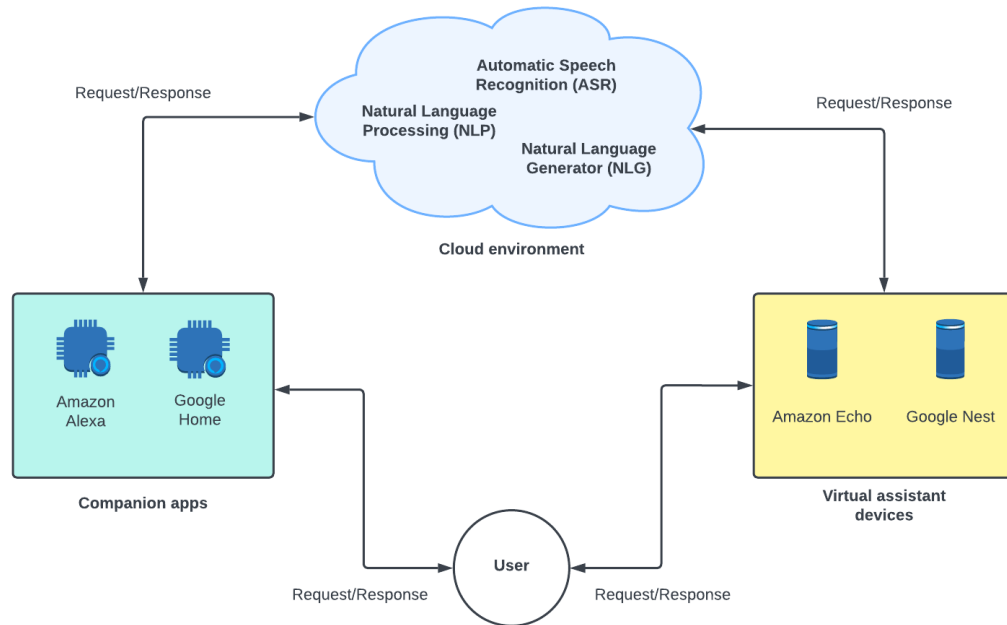 Automatic Speech
Recognition (ASR)
Request/Response
Natural Language
Processing (NLP)
Request/Response
Natural Language
Generator (NLG)
Cloud environment
Amazon
Alexa
Google
Home
Amazon Echo
Google Nest
Companion apps
Virtual assistant
devices
User
Request/Response
Request/Response